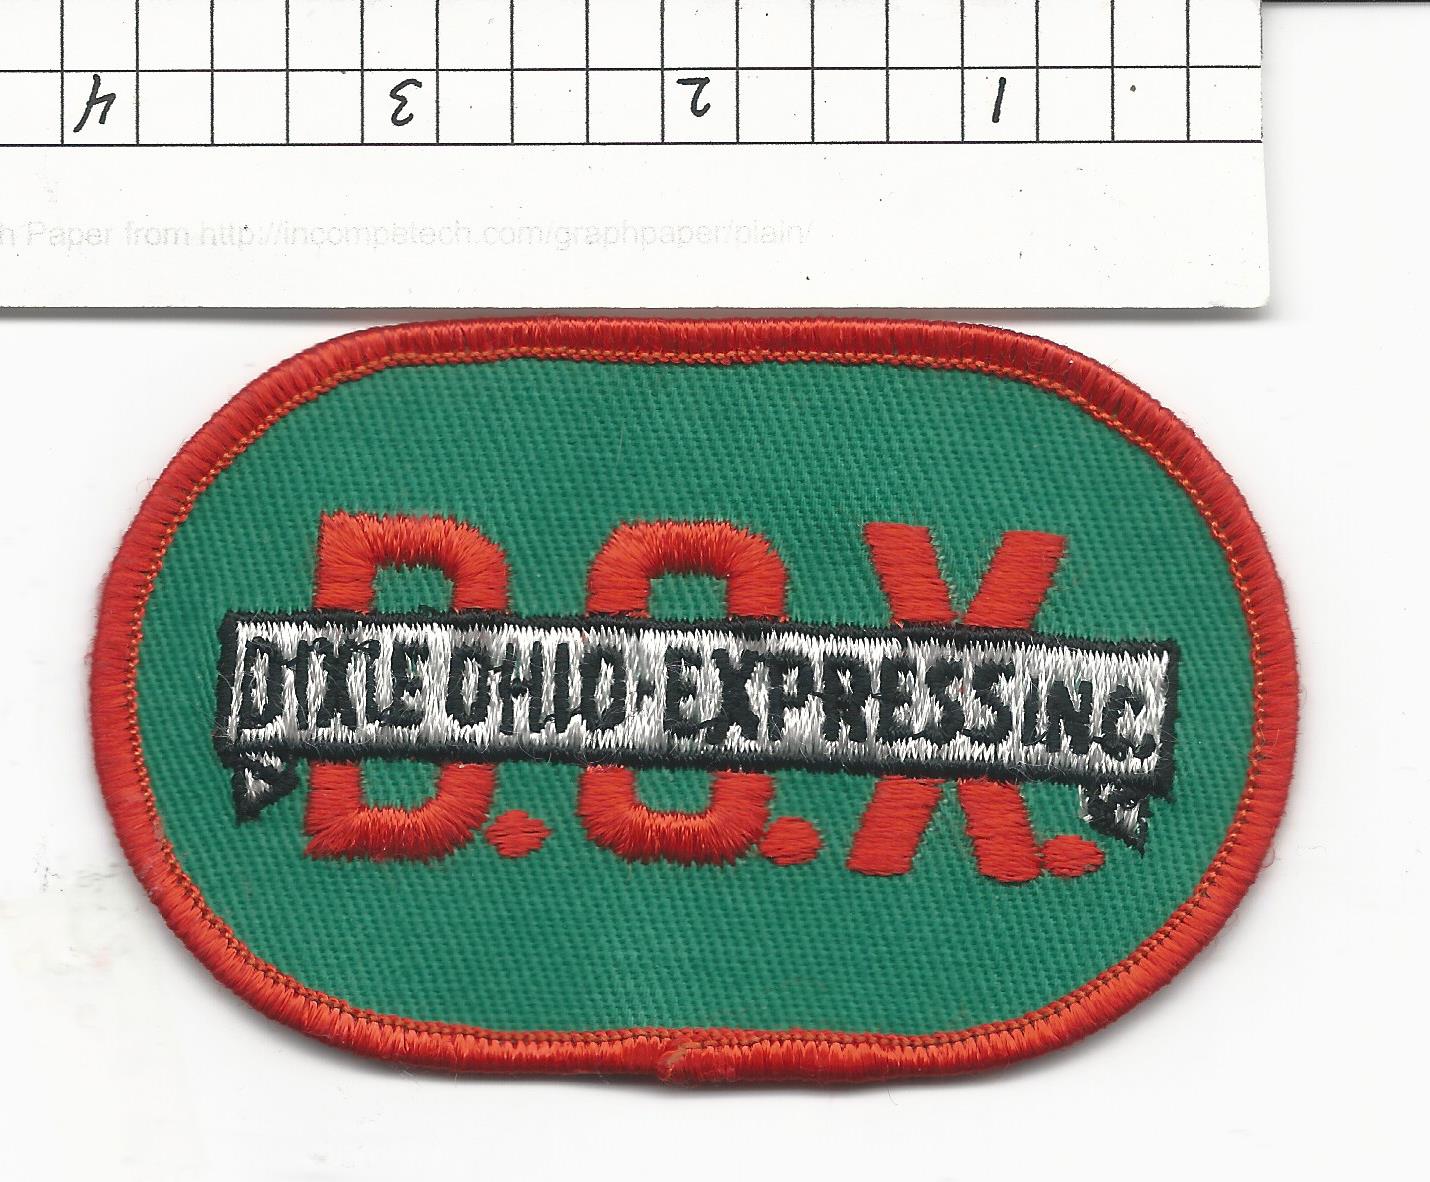 4 3 2 1
h Paper from http://incompetech.com/graphpaper/plain/
D.O.X.
DIXIE OHIO EXPRESS INC.